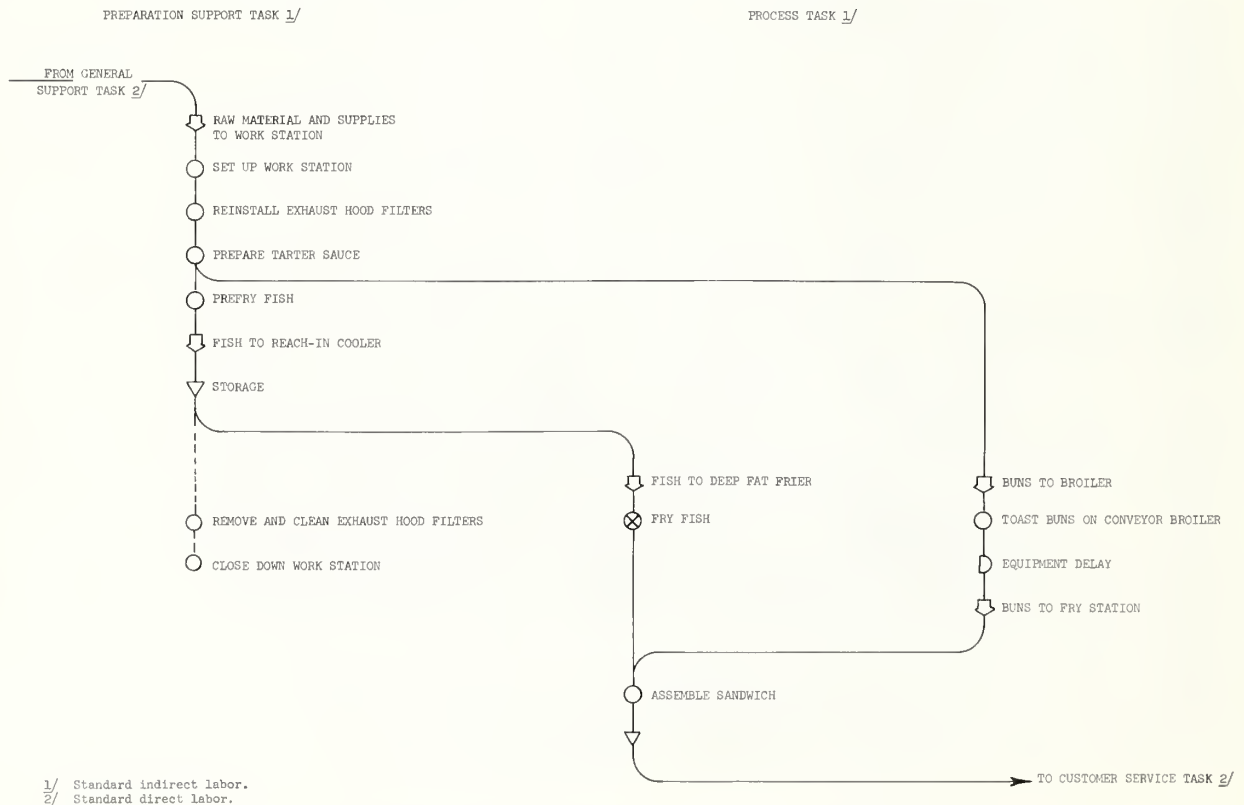 PREPARATION SUPPORT TASK 1/
PROCESS TASK 1/
FROM GENERAL
SUPPORT TASK 2/
RAW MATERIAL AND SUPPLIES
TO WORK STATION
SET UP WORK STATION
REINSTALL EXHAUST HOOD FILTERS
PREPARE TARTER SAUCE
PREFRY FISH
FISH TO REACH-IN COOLER
STORAGE
REMOVE AND CLEAN EXHAUST HOOD FILTERS
CLOSE DOWN WORK STATION
FISH TO DEEP FAT FRIER
FRY FISH
BUNS TO BROILER
TOAST BUNS ON CONVEYOR BROILER
EQUIPMENT DELAY
BUNS TO FRY STATION
ASSEMBLE SANDWICH
TO CUSTOMER SERVICE TASK 2/
1/ Standard indirect labor.
2/ Standard direct labor.